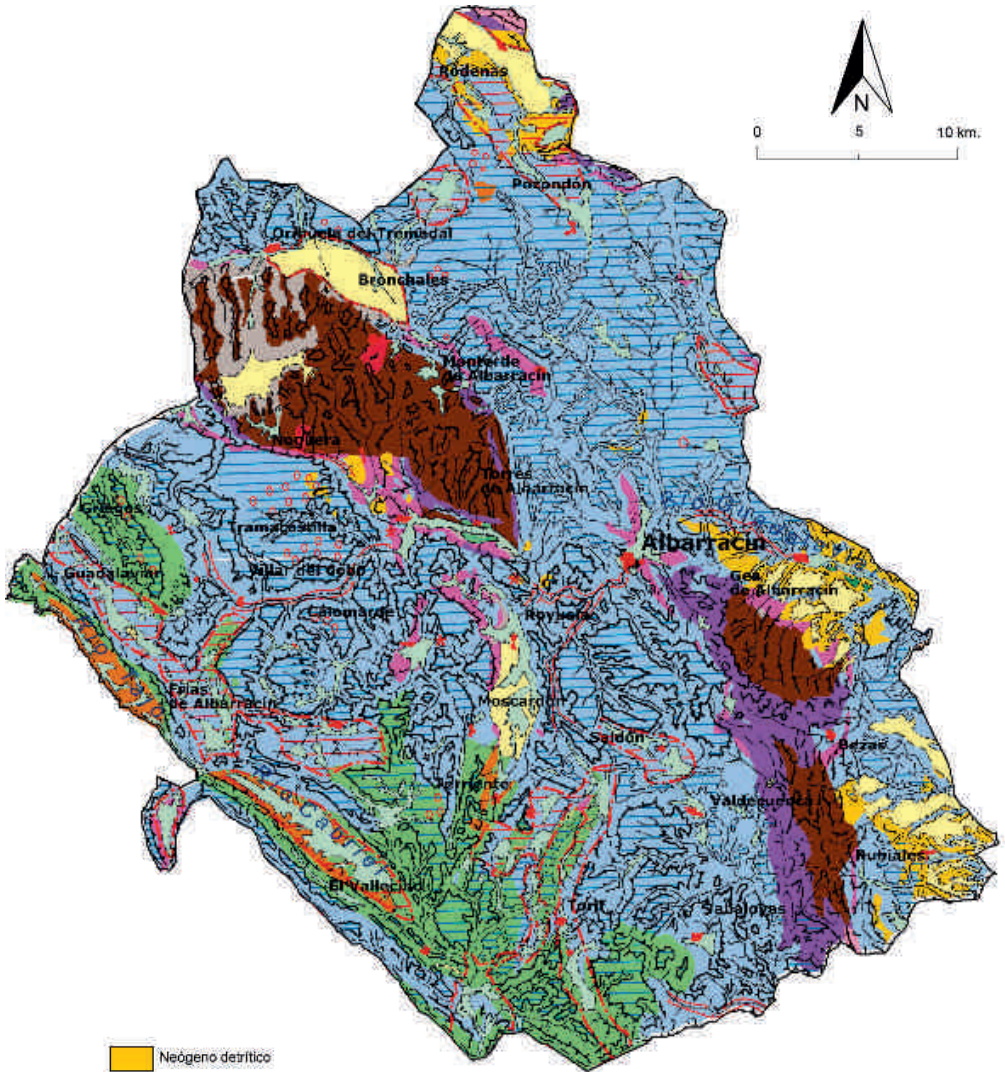 Ródenas
N
0 5 10 km.
Pozondón
Orihuela del Tremedal
Bronchales
Monterde
de Albarracín
Noguera
Torres
de Albarracín
Griegos
Tramacastilla
Albarracín
Guadalaviar
Villar del Cobo
Gea
de Albarracín
Calomarde
Royuela
Frías
de Albarracín
Moscardón
Saldón
Bezas
Terriente
Valdecuenca
Rubiales
El Vallecillo
Toril
Saldón
Neógeno detrítico